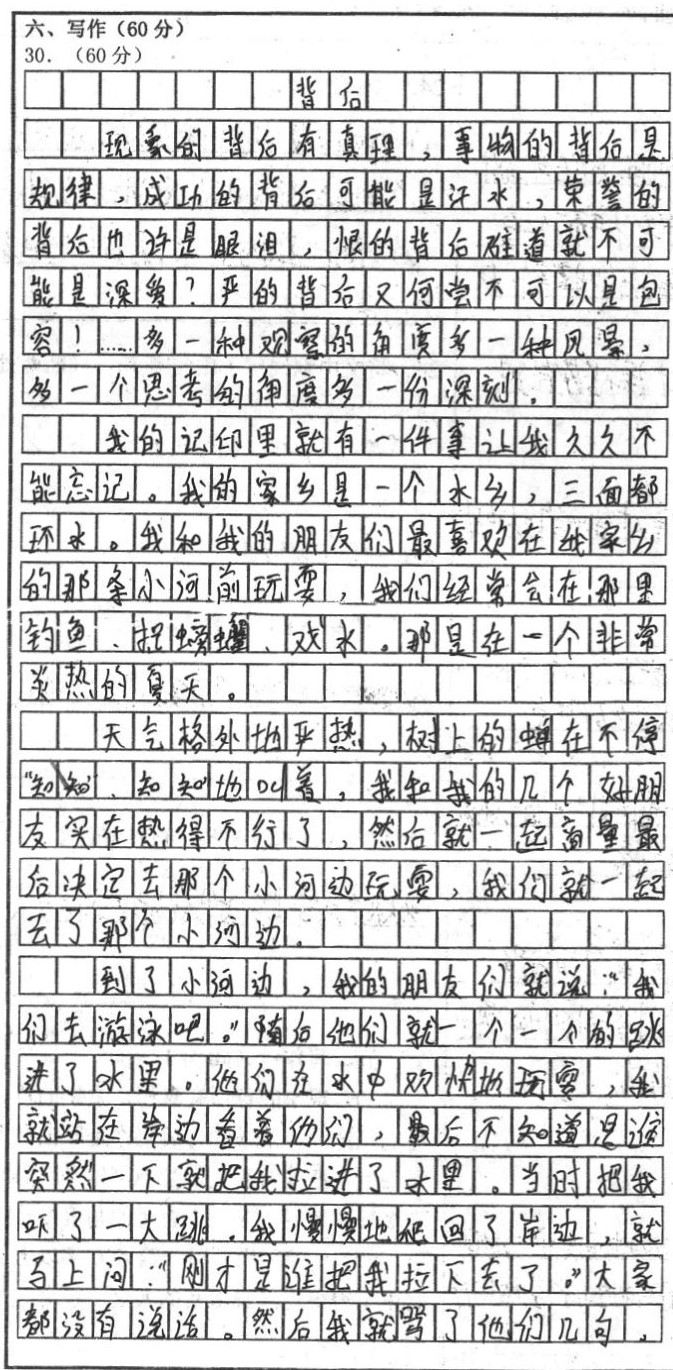 六、写作（60分）
30．（60分）
背后
现象的背后有真理，事物的背后是
规律，成功的背后可能是汗水，荣誉的
背后也许是眼泪，恨的背后难道就不可
能是深爱？严的背后又何尝不可以是包
容！……多一种观察的角度多一种风景，
多一个思考的角度多一份深刻。
我的记印里就有一件事让我久久不
能忘记。我的家乡是一个水乡，三面都
环水。我和我的朋友们最喜欢在我家乡
的那条小河前玩耍，我们经常会在那里
钓鱼、捉螃蟹、戏水。那是在一个非常
炎热的夏天。
天气格外地严热，树上的蝉在不停
“知知”、知知”地叫着，我和我的几个好朋
友实在热得不行了，然后就一起商量最
后决定去那个小河边玩耍，我们就一起
去了那个小河边。
到了小河边，我的朋友们就说：“我
们去游泳吧。”随后他们就一个一个的跳
进了水里。他们在水中欢快地玩耍，我
就站在岸边看着他们，最后不知道是谁
突然一下就把我拉进了水里。当时把我
吓了一大跳。我慢慢地爬回了岸边，就
马上问：“刚才是谁把我拉下去了。”大家
都没有说话。然后我就骂了他们几句，